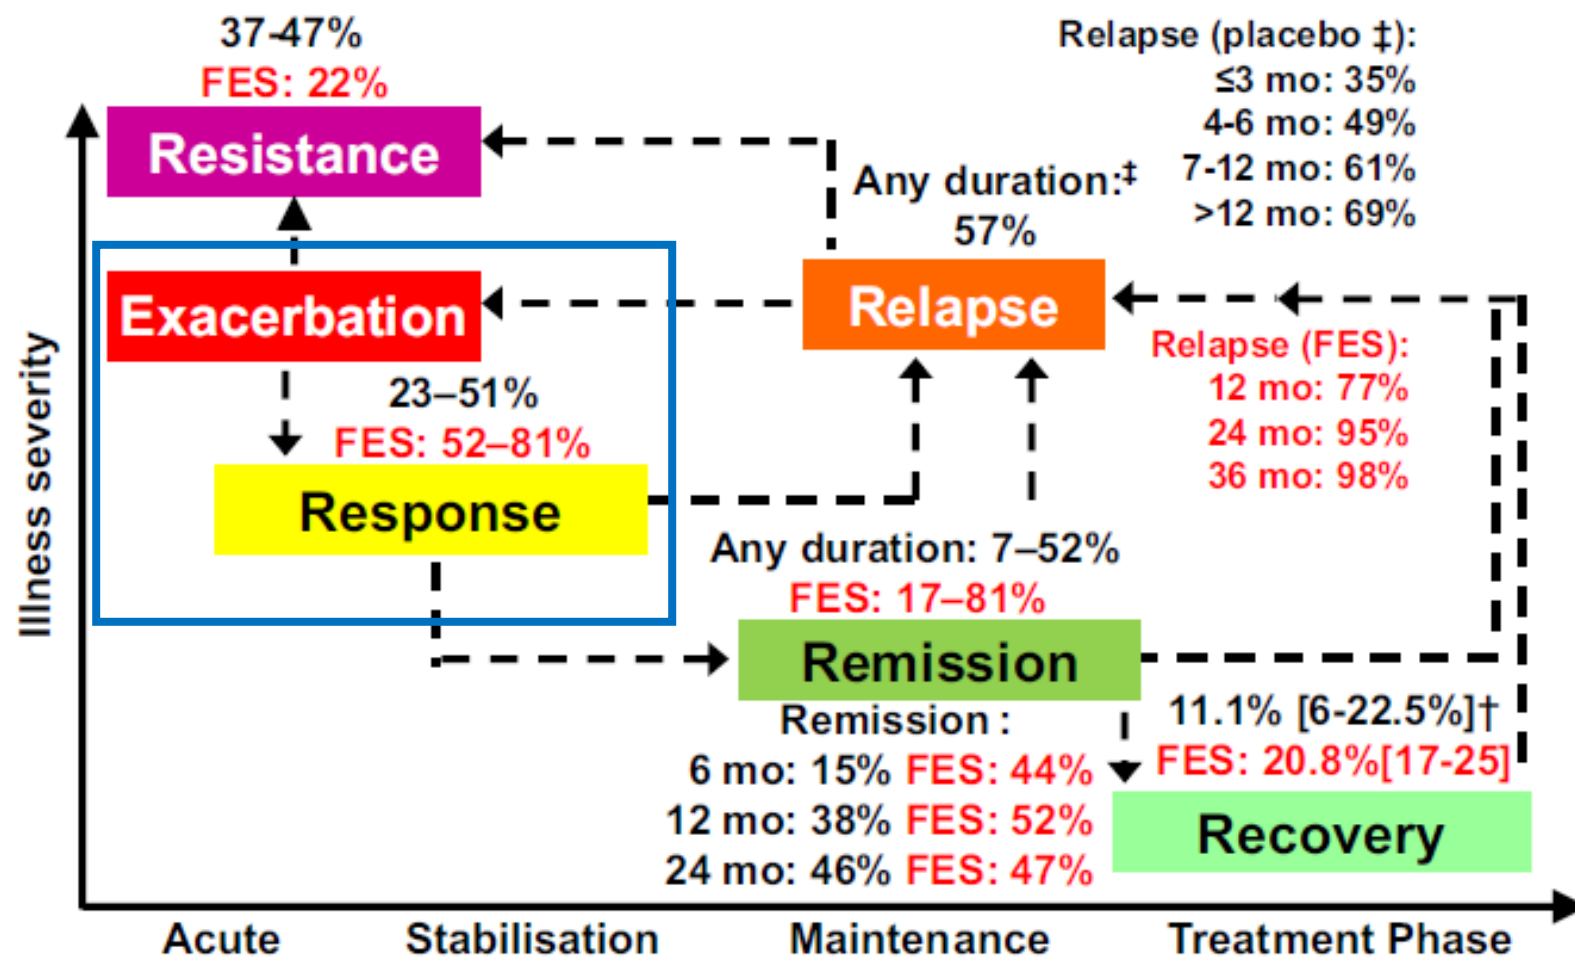 37-47%
FES: 22%
Resistance
Relapse (placebo ‡):
≤3 mo: 35%
4-6 mo: 49%
7-12 mo: 61%
>12 mo: 69%
Any duration:‡
57%
Exacerbation
Relapse
23–51%
FES: 52–81%
Response
Relapse (FES):
12 mo: 77%
24 mo: 95%
36 mo: 98%
Illness severity
Any duration: 7–52%
FES: 17–81%
Remission
Remission :
6 mo: 15% FES: 44%
12 mo: 38% FES: 52%
24 mo: 46% FES: 47%
11.1% [6-22.5%]†
FES: 20.8%[17-25]
Recovery
Acute Stabilisation Maintenance Treatment Phase